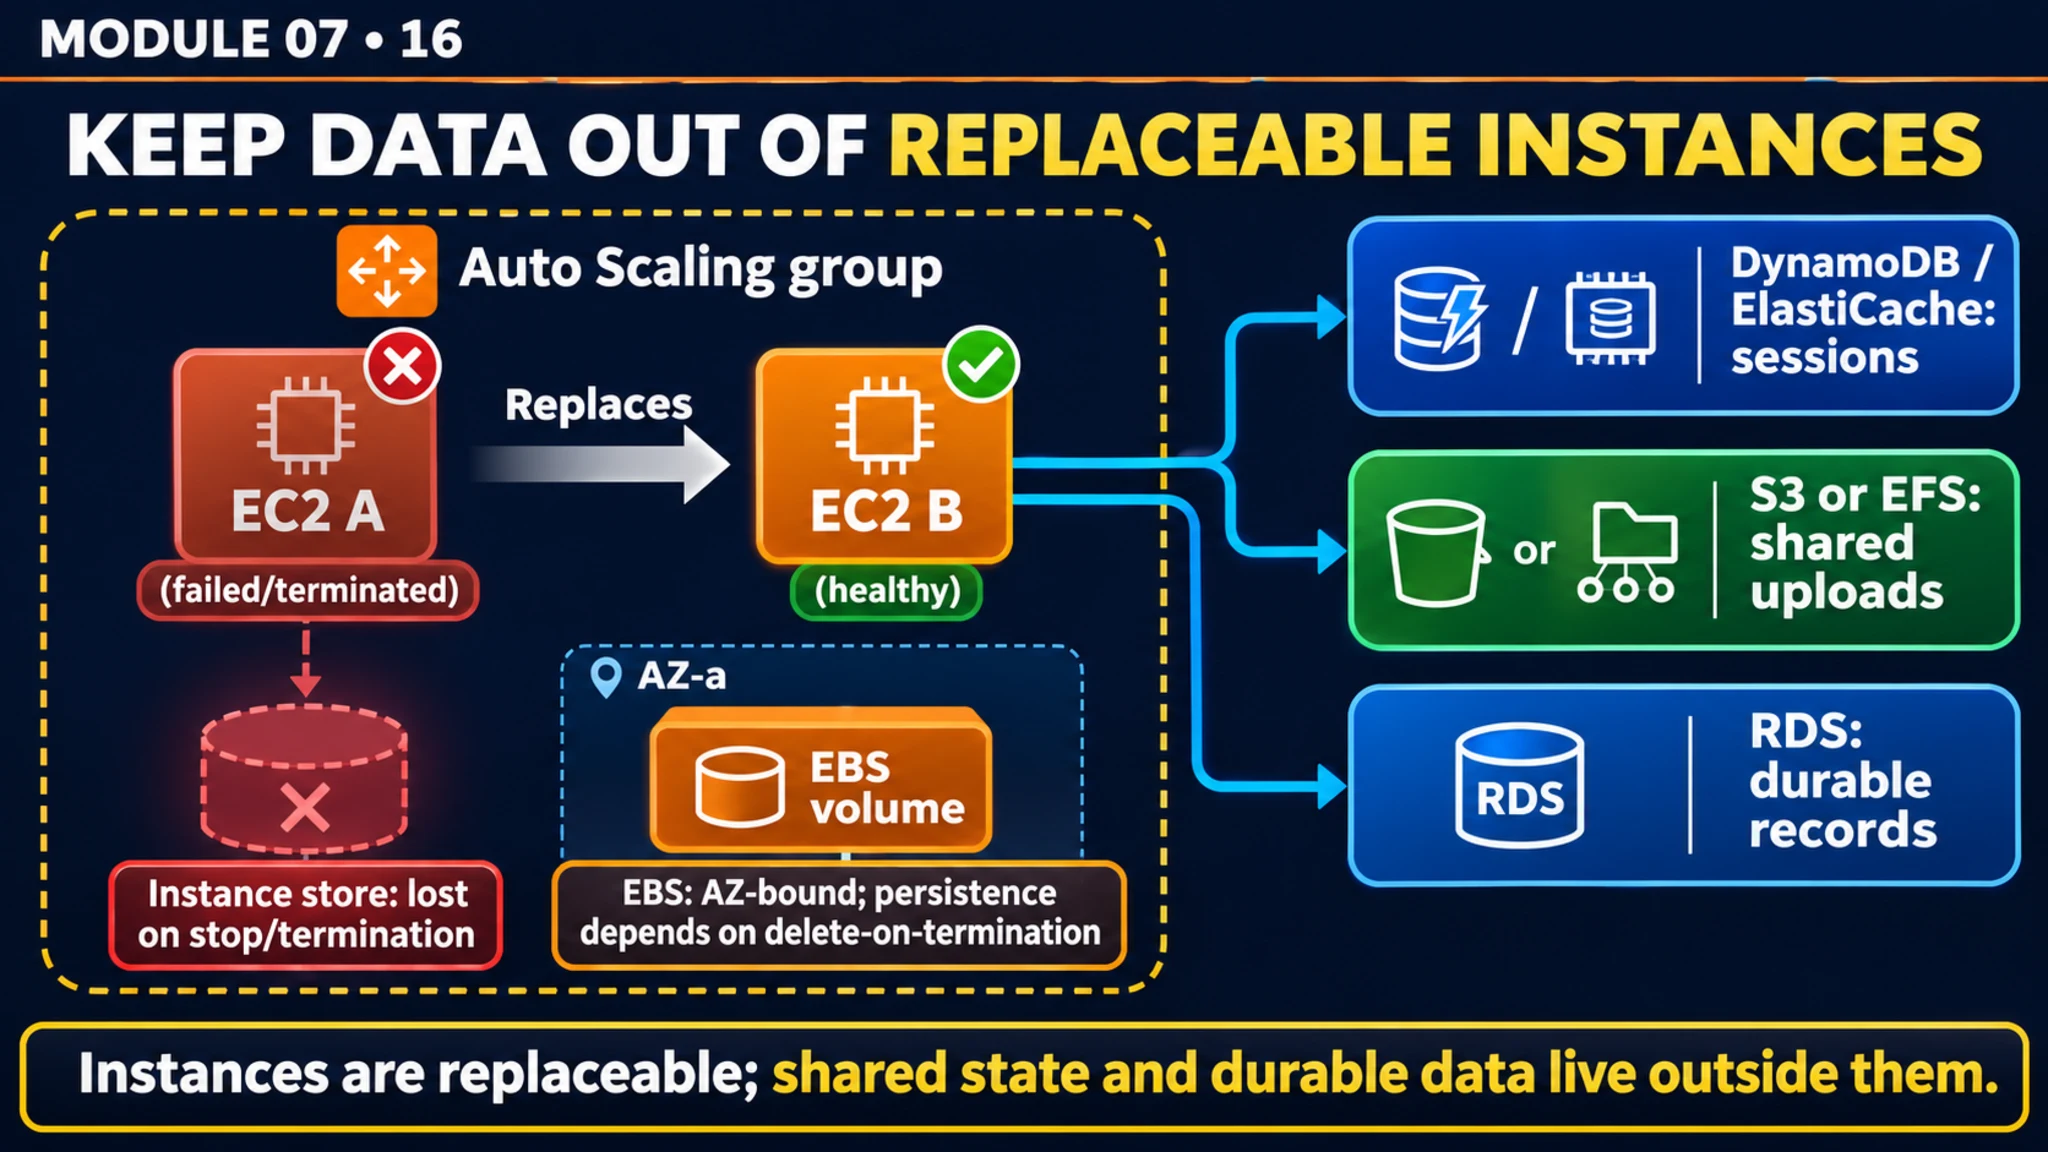 MODULE 07 • 16
KEEP DATA OUT OF REPLACEABLE INSTANCES
Auto Scaling group
EC2 A
(failed/terminated)
Replaces
EC2 B
(healthy)
Instance store: lost
on stop/termination
AZ-a
EBS
volume
EBS: AZ-bound; persistence
depends on delete-on-termination
/
DynamoDB /
ElastiCache:
sessions
or
S3 or EFS:
shared
uploads
RDS
RDS:
durable
records
Instances are replaceable; shared state and durable data live outside them.